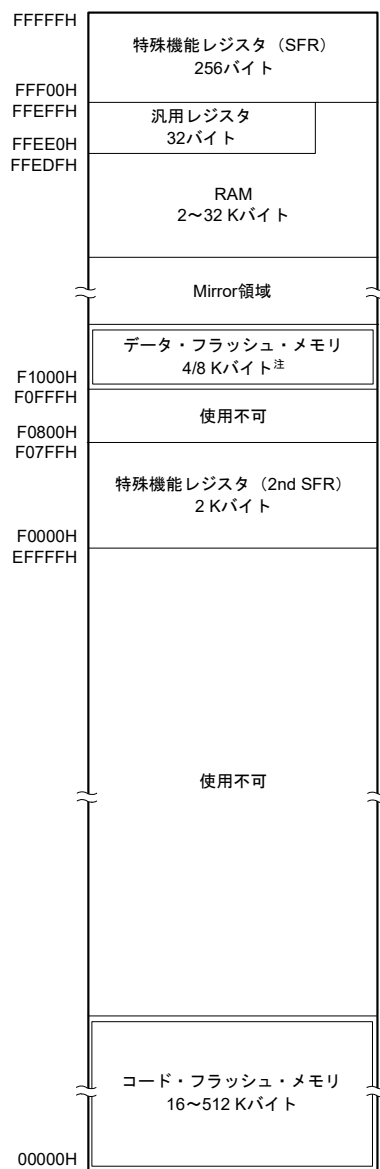 FFFFFH
特殊機能レジスタ（SFR）
256バイト
FFF00H
FFEFFH
汎用レジスタ
32バイト
FFEE0H
FFEDFH
RAM
2～32 Kバイト
Mirror領域
データ・フラッシュ・メモリ
4/8 Kバイト注
F1000H
F0FFFH
使用不可
F0800H
F07FFH
特殊機能レジスタ（2nd SFR）
2 Kバイト
F0000H
EFFFFH
使用不可
コード・フラッシュ・メモリ
16～512 Kバイト
00000H